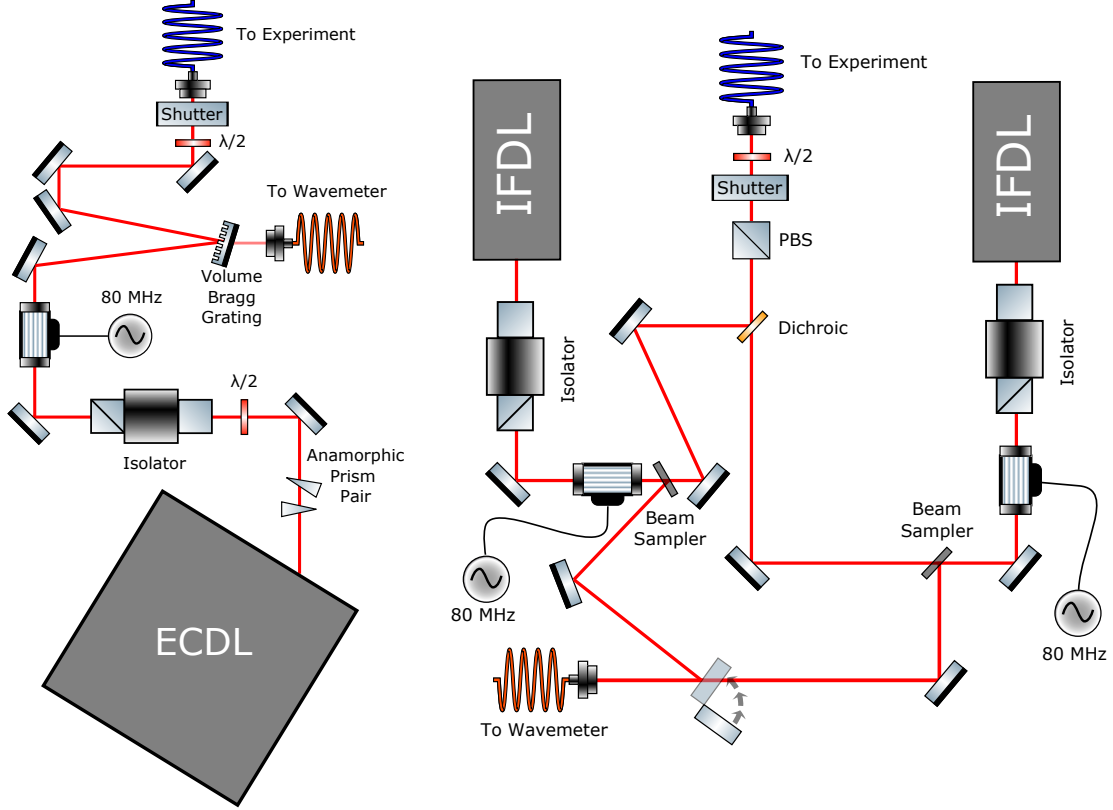 To Experiment
Shutter
λ/2
To Wavemeter
Volume
Bragg
Grating
80 MHz
λ/2
Isolator
Anamorphic
Prism
Pair
ECDL
IFDL
To Experiment
λ/2
Shutter
PBS
Dichroic
Isolator
Beam
Sampler
80 MHz
To Wavemeter
IFDL
Isolator
Beam
Sampler
80 MHz